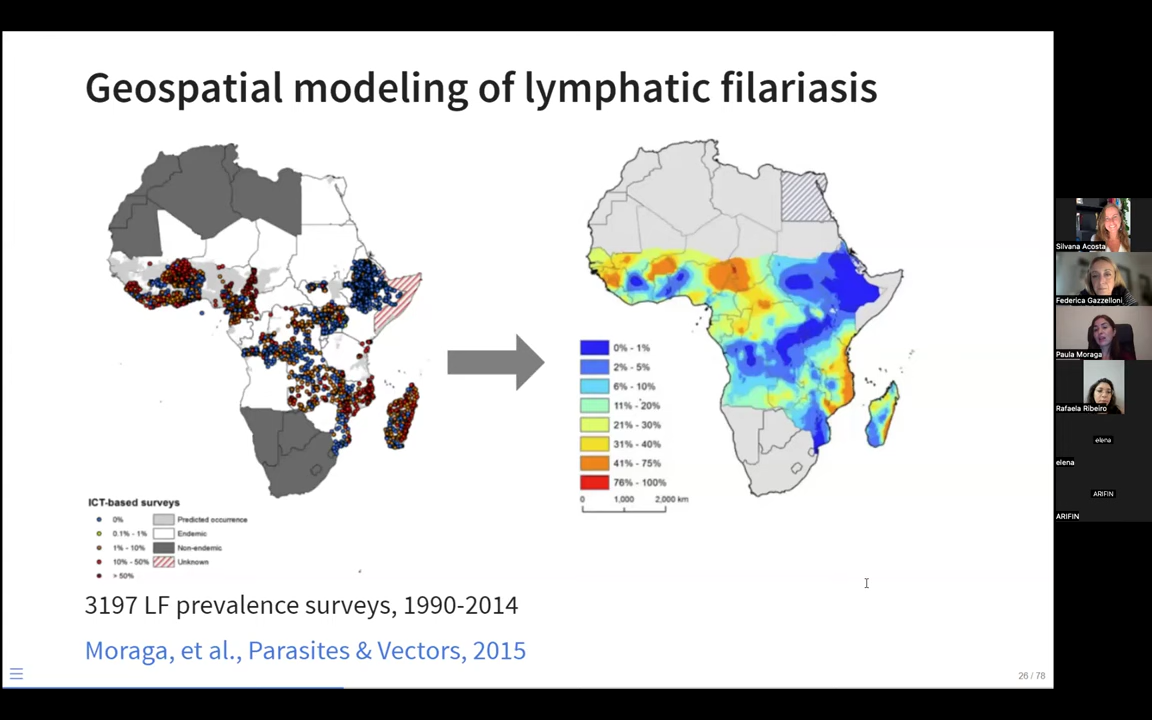 Geospatial modeling of lymphatic filariasis
0% - 1%
2% - 5%
6% - 10%
11% - 20%
21% - 30%
31% - 40%
41% - 75%
76% - 100%
0 1,000 2,000 km
ICT-based surveys
0% Predicted occurrence
0.1% - 1% Endemic
1% - 10% Non-endemic
10% - 50% Unknown
> 50%
3197 LF prevalence surveys, 1990-2014
Moraga, et al., Parasites & Vectors, 2015
26 / 78
Silvana Acosta
Federica Gazzelloni
Paula Moraga
Rafaela Ribeiro
elena
elena
ARIFIN
ARIFIN